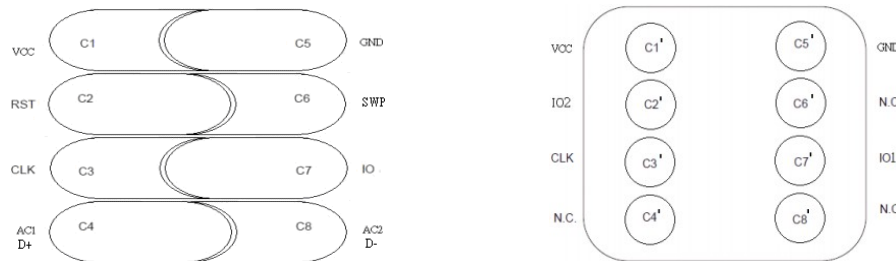 VCC C1 C5 GND
RST C2 C6 SWP
CLK C3 C7 IO
AC1 C4 C8 AC2
D+ D-
VCC C1' C5' GND
IO2 C2' C6' N.C
CLK C3' C7' IO1
N.C. C4' C8' N.C